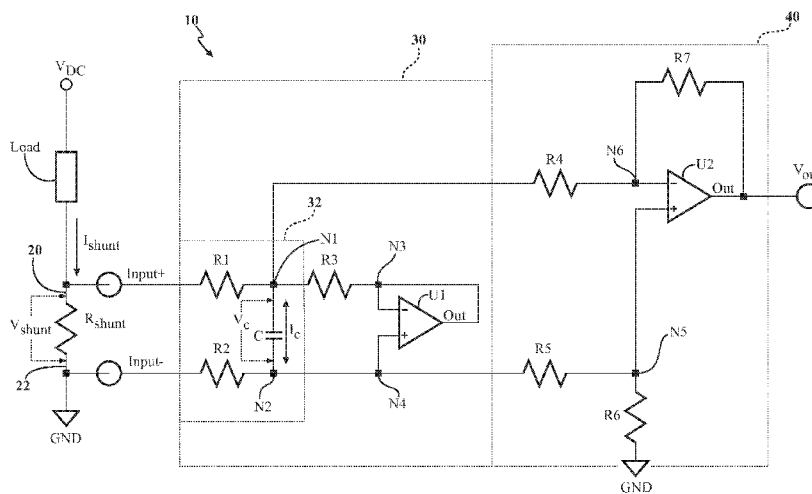 10
30
40
VDC
R7
Load
R4
N6
U2
Out
Vou
32
N1
Ishunt
20
Input+
R1
R3
N3
Vshunt
Rshunt
Vc
C
Ic
U1
Out
22
Input-
R2
N2
N4
R5
N5
R6
GND
GND